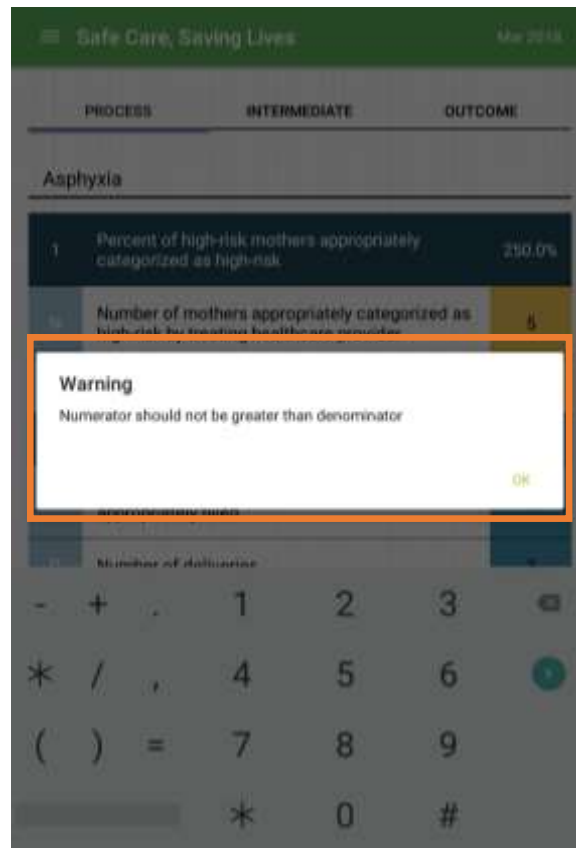 Safe Care, Saving Lives
Mar 2018
PROCESS INTERMEDIATE OUTCOME
Asphyxia
1 Percent of high-risk mothers appropriately 250.0%
categorized as high-risk
N Number of mothers appropriately categorized as 5
high-risk by treating healthcare provider
Warning
Numerator should not be greater than denominator
OK
appropriately
D Number of deliveries
- + . 1 2 3
* / , 4 5 6
( ) = 7 8 9
* 0 #